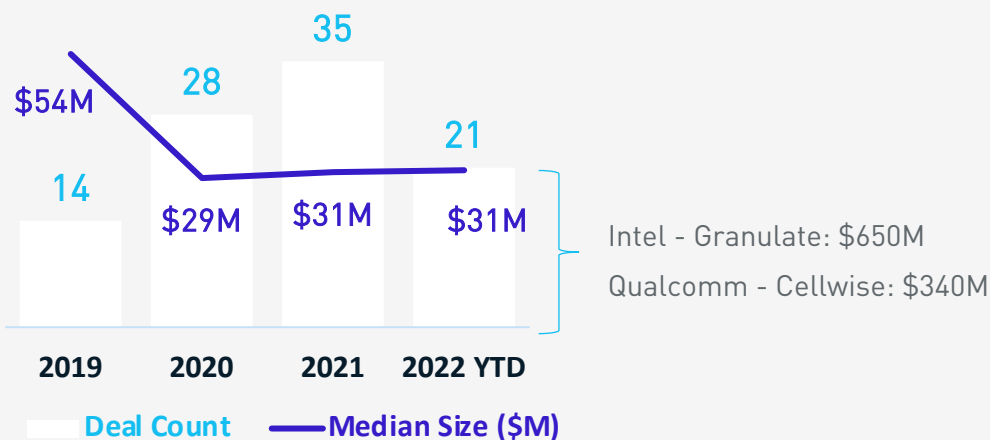 35
28
$54M
21
14
$29M
$31M
$31M
Intel - Granulate: $650M
Qualcomm - Cellwise: $340M
2019 2020 2021 2022 YTD
Deal Count Median Size ($M)